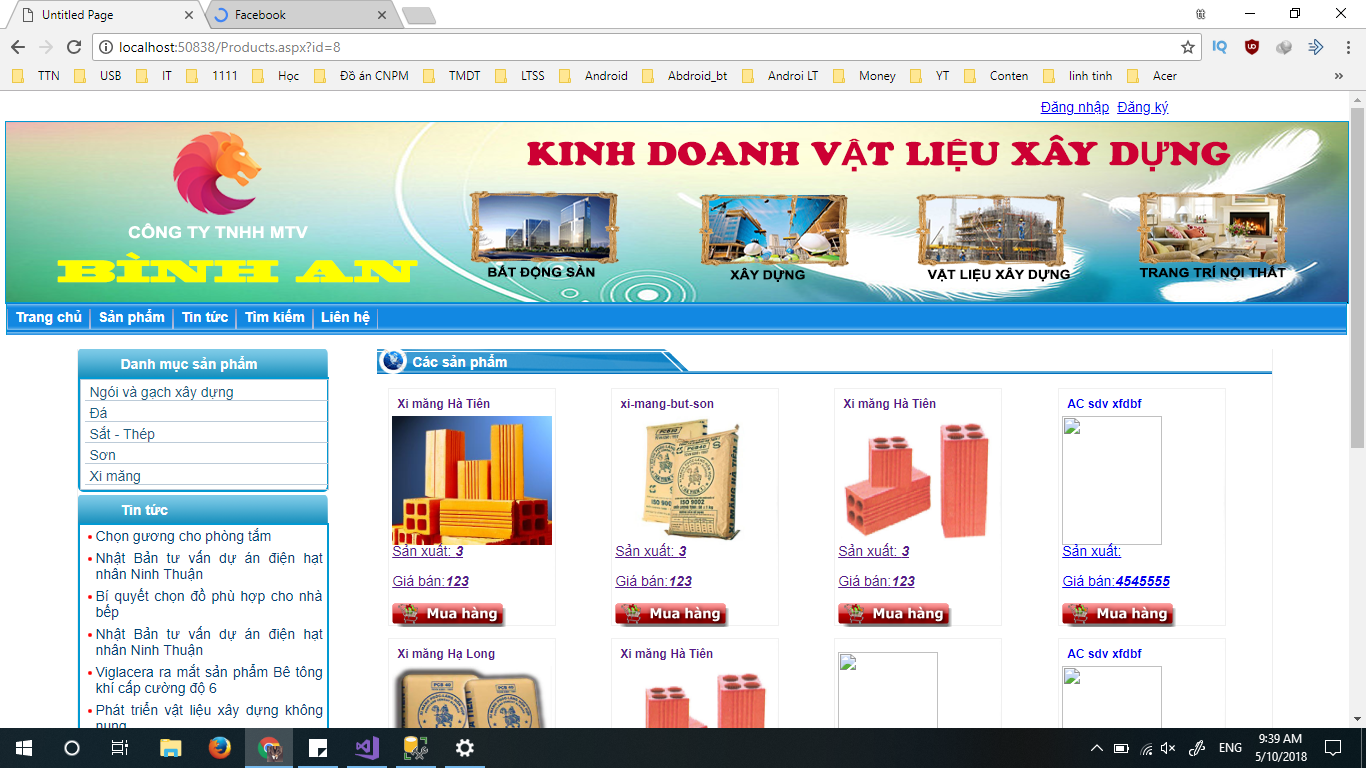 Untitled Page
Facebook
localhost:50838/Products.aspx?id=8
TTN USB IT 1111 Học Đồ án CNPM TMDT LTSS Android Abdroid_bt Androi LT Money YT Conten linh tinh Acer
Đăng nhập Đăng ký
KINH DOANH VẬT LIỆU XÂY DỰNG
CÔNG TY TNHH MTV
BÌNH AN
BẤT ĐỘNG SẢN
XÂY DỰNG
VẬT LIỆU XÂY DỰNG
TRANG TRÍ NỘI THẤT
Trang chủ Sản phẩm Tin tức Tìm kiếm Liên hệ
Danh mục sản phẩm
Ngói và gạch xây dựng
Đá
Sắt - Thép
Sơn
Xi măng
Tin tức
Chọn gương cho phòng tắm
Nhật Bản tư vấn dự án điện hạt
nhân Ninh Thuận
Bí quyết chọn đồ phù hợp cho nhà
bếp
Nhật Bản tư vấn dự án điện hạt
nhân Ninh Thuận
Viglacera ra mắt sản phẩm Bê tông
khí cấp cường độ 6
Phát triển vật liệu xây dựng không
nung
Các sản phẩm
Xi măng Hà Tiên
Sản xuất: 3
Giá bán:123
Mua hàng
xi-mang-but-son
ISO 9002
Sản xuất: 3
Giá bán:123
Mua hàng
Xi măng Hà Tiên
Sản xuất: 3
Giá bán:123
Mua hàng
AC sdv xfdbf
Sản xuất:
Giá bán:4545555
Mua hàng
Xi măng Hạ Long
Xi măng Hà Tiên
AC sdv xfdbf
ENG
9:39 AM
5/10/2018